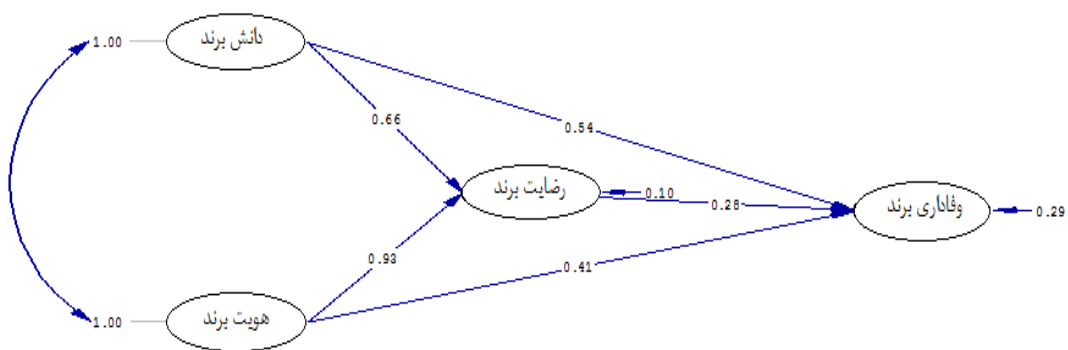 1.00
دانش برند
0.66
0.54
رضایت برند
0.10
0.28
وفاداری برند
0.29
0.93
0.41
1.00
هویت برند